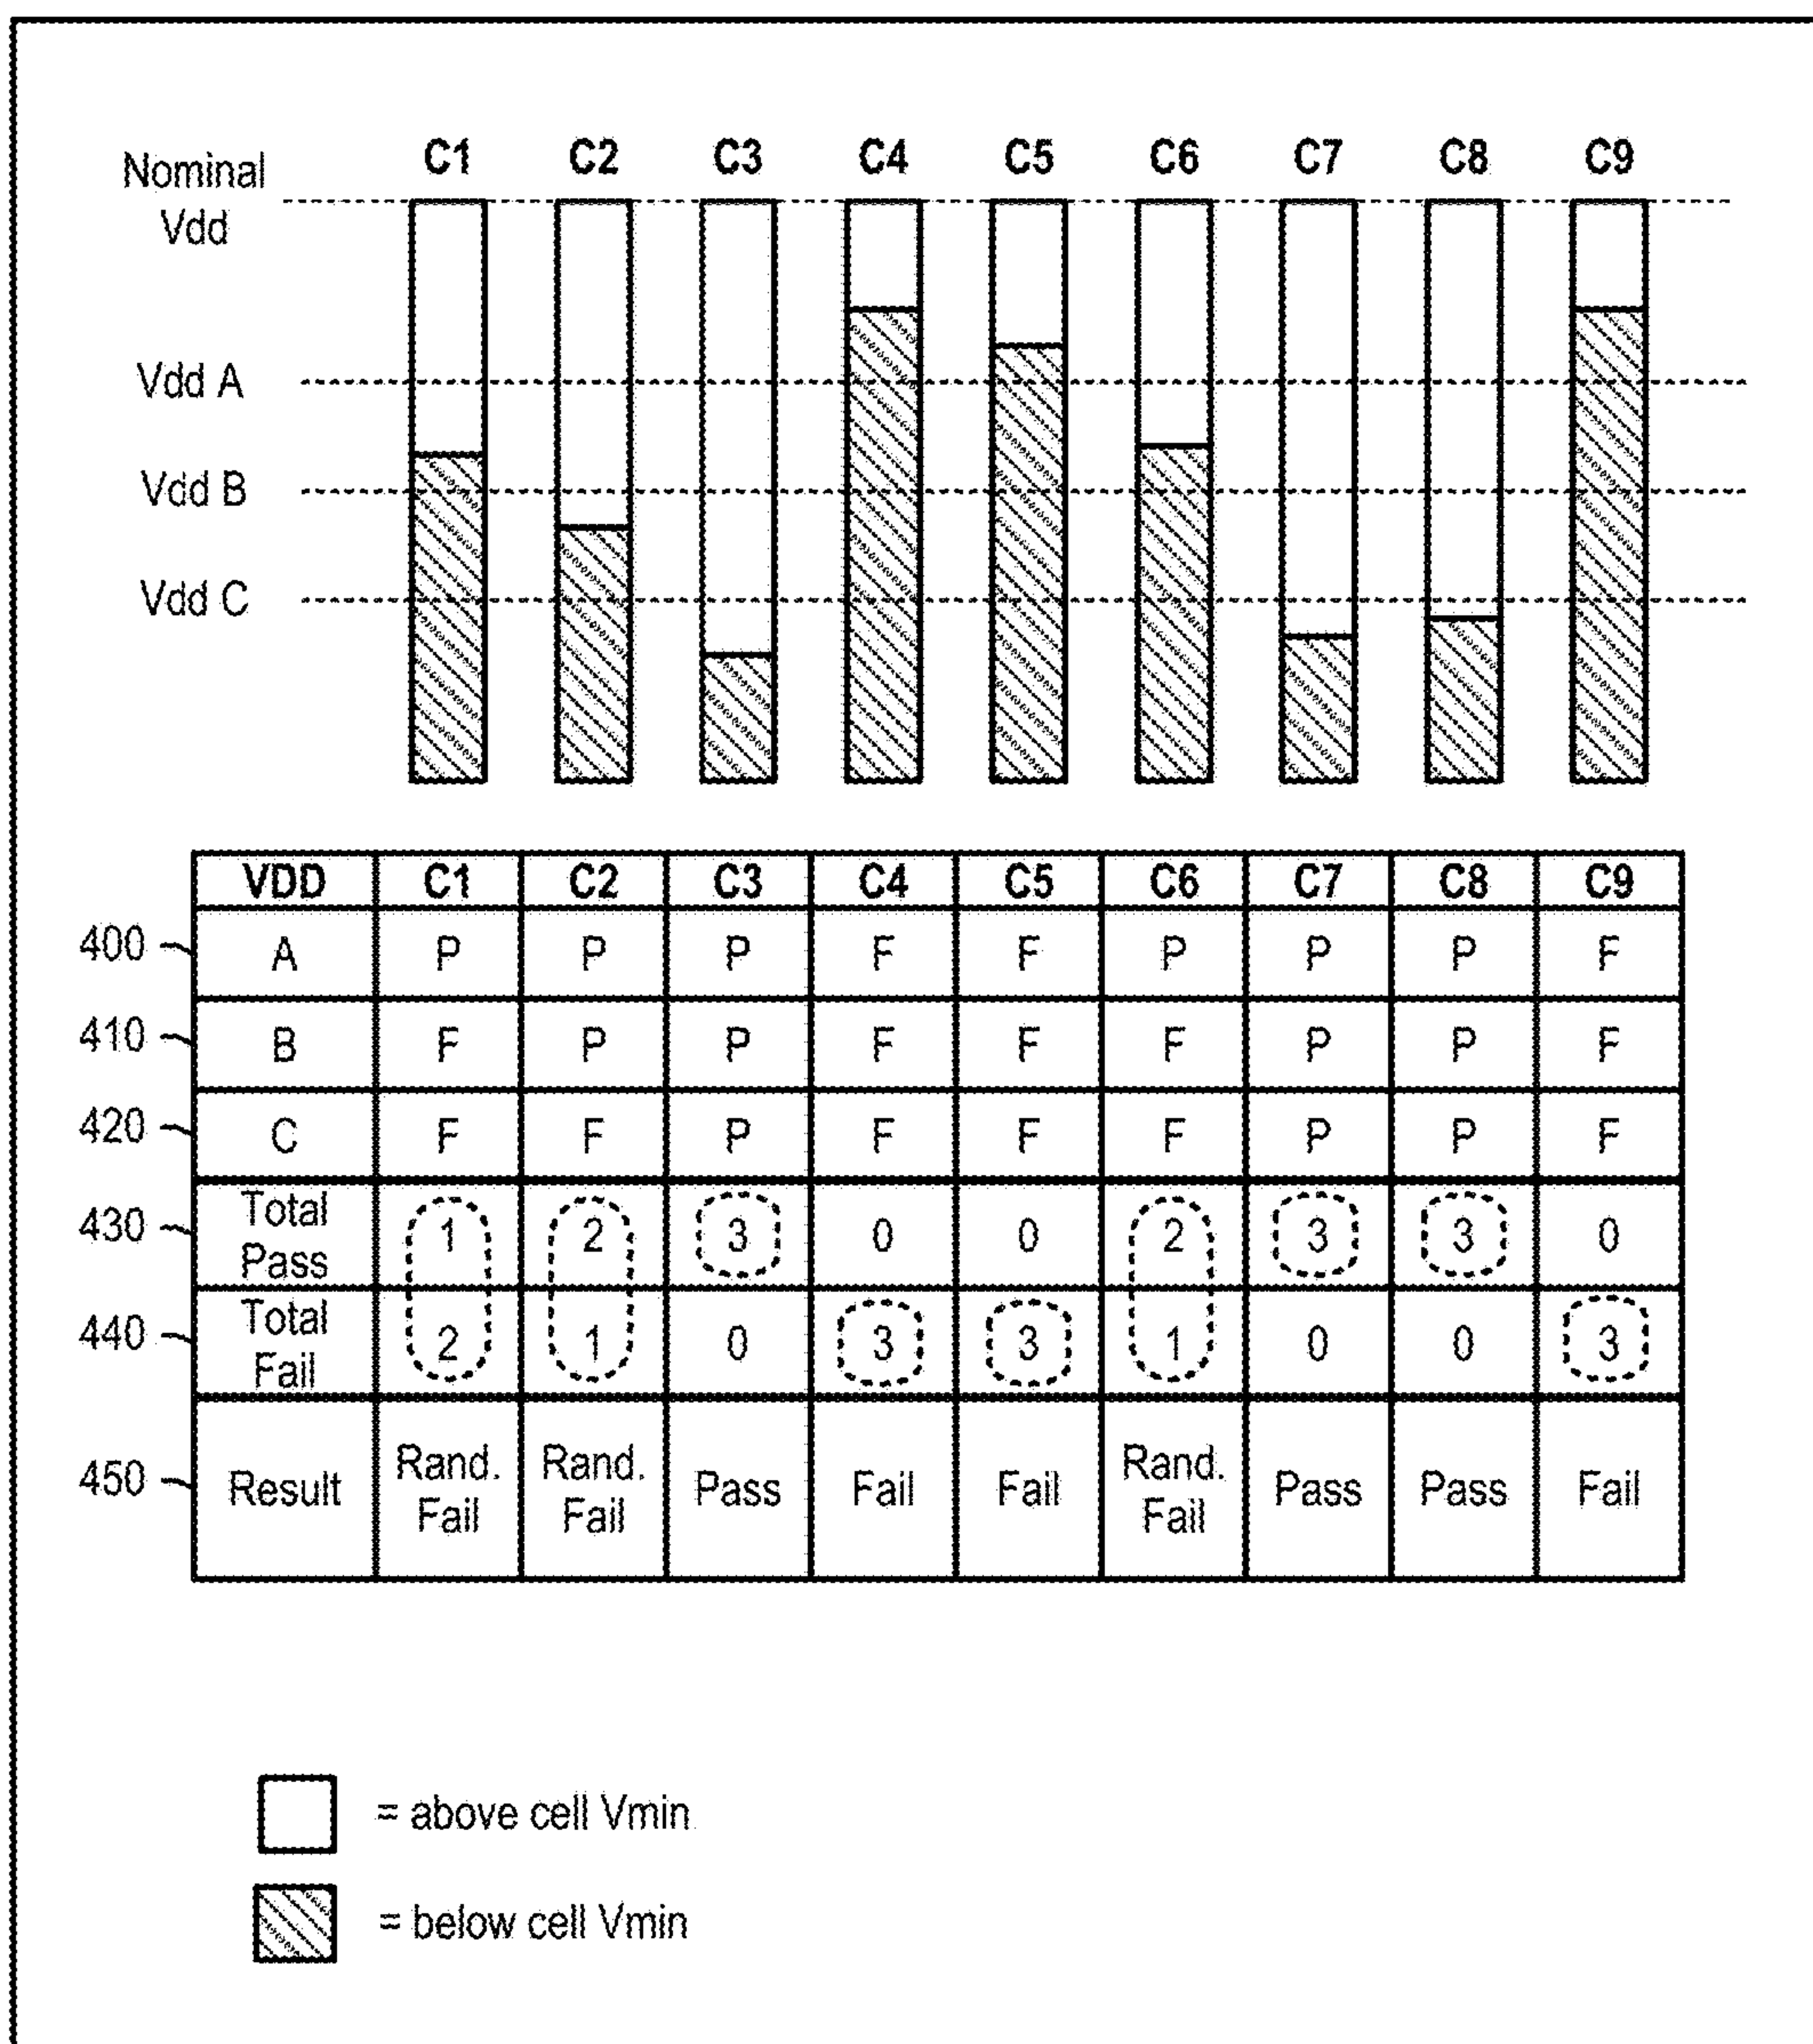 C1 C2 C3 C4 C5 C6 C7 C8 C9
Nominal
Vdd
Vdd A
Vdd B
Vdd C
VDD C1 C2 C3 C4 C5 C6 C7 C8 C9
400 A P P P F F P P P F
410 B F P P F F F P P F
420 C F F P F F F P P F
430 Total Pass 1 2 3 0 0 2 3 3 0
440 Total Fail 2 1 0 3 3 1 0 0 3
450 Result Rand. Fail Rand. Fail Pass Fail Fail Rand. Fail Pass Pass Fail
= above cell Vmin
= below cell Vmin